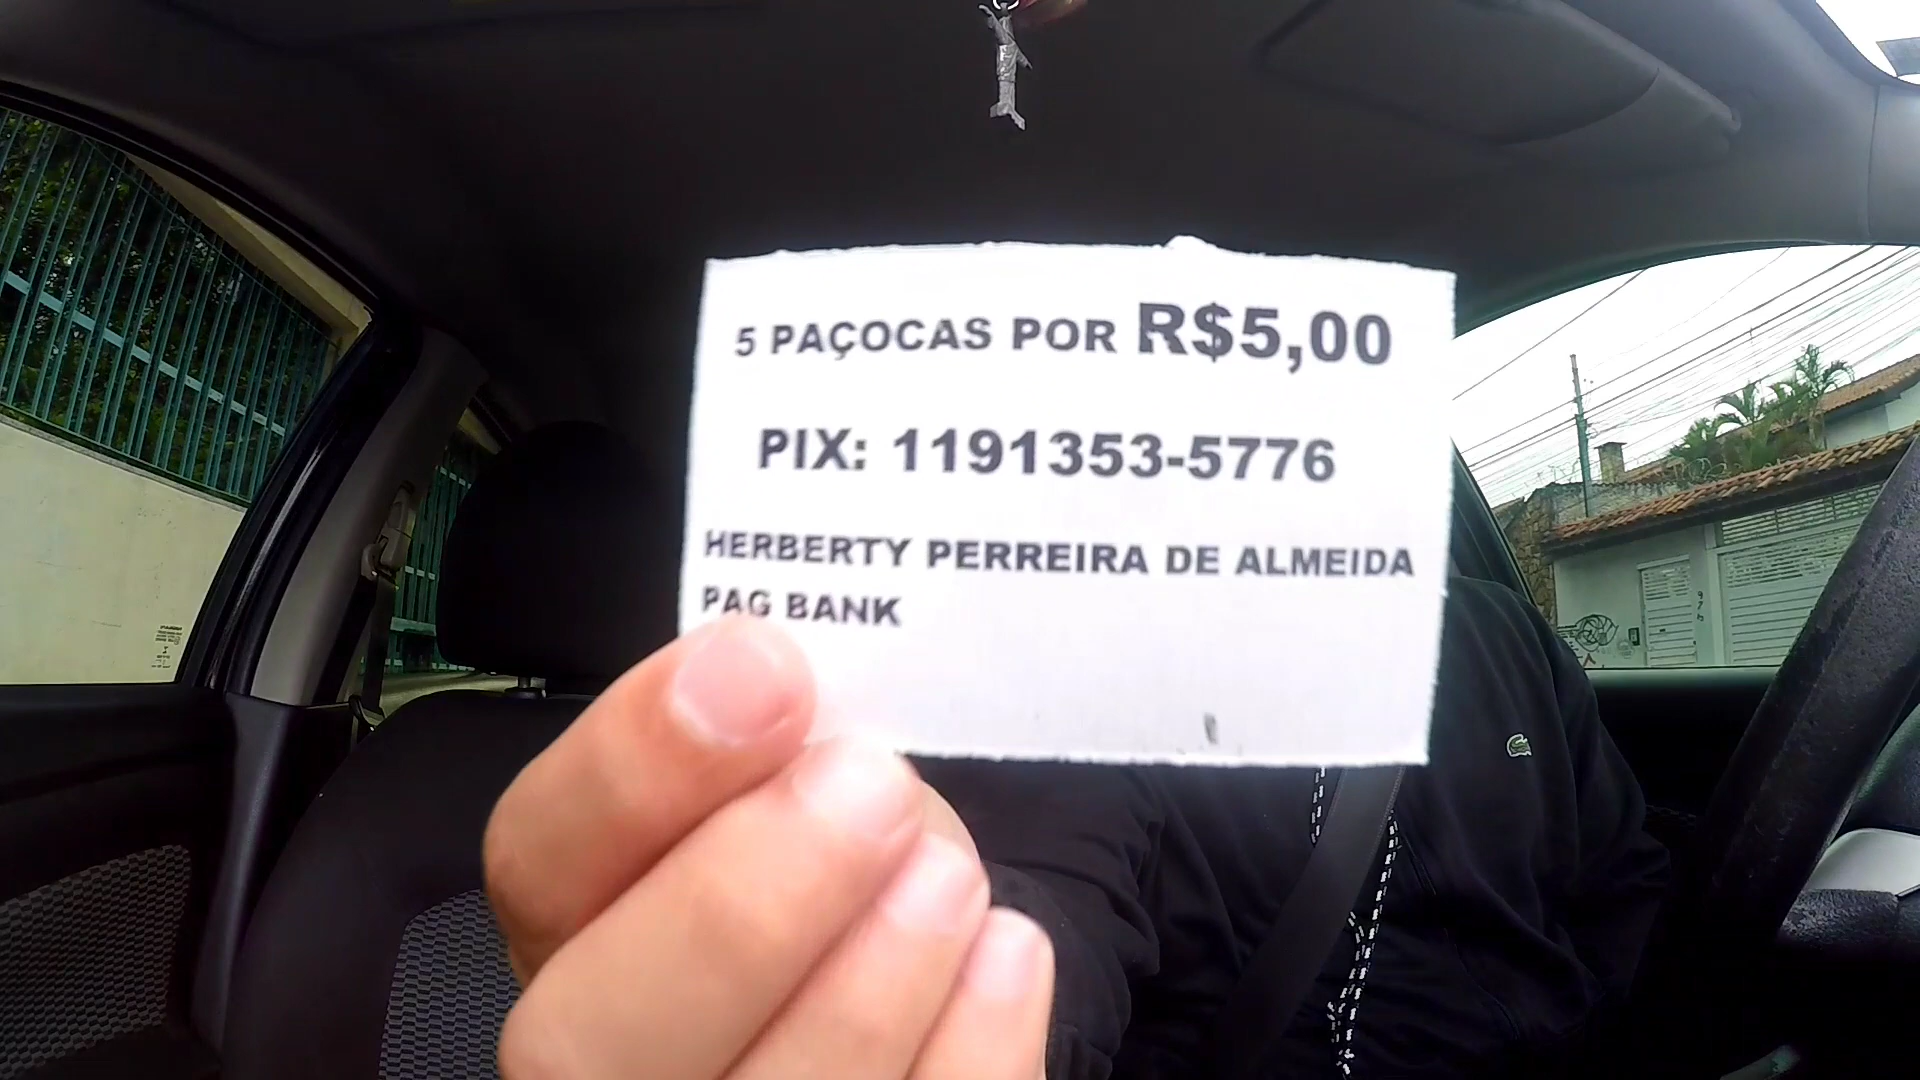 5 PAÇOCAS POR R$5,00
PIX: 1191353-5776
HERBERTY PERREIRA DE ALMEIDA
PAG BANK